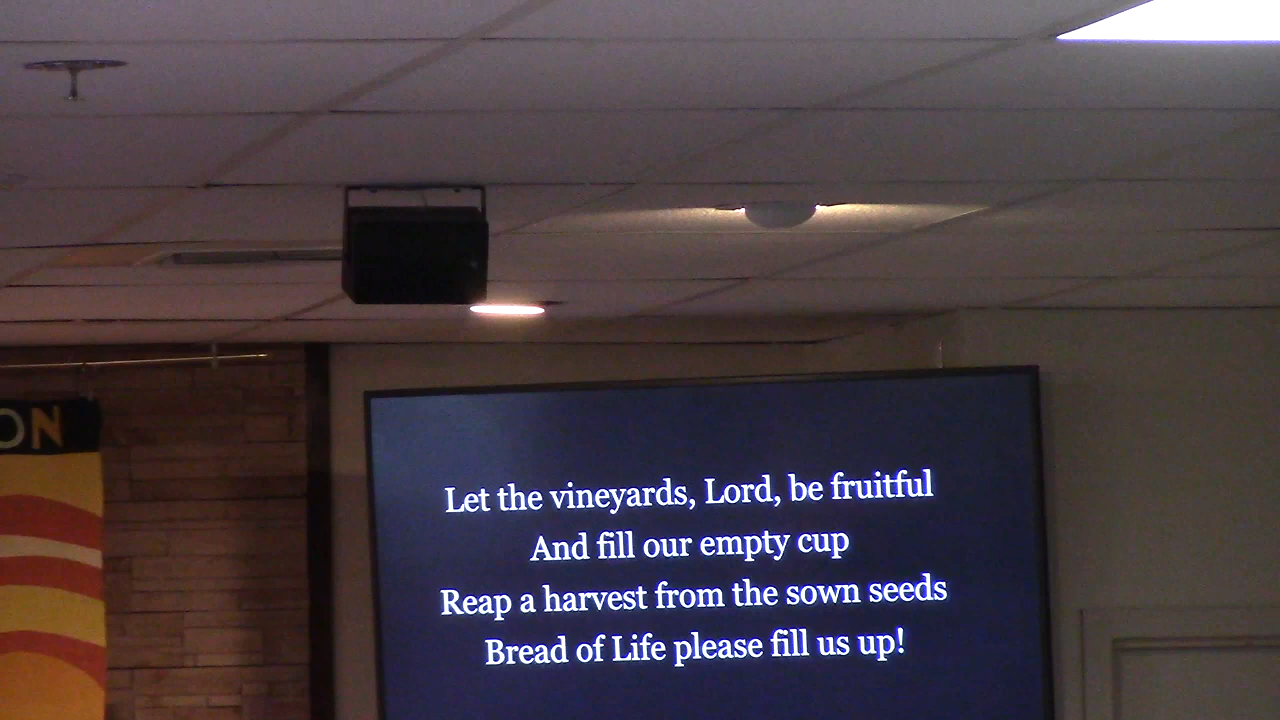 ON
Let the vineyards, Lord, be fruitful
And fill our empty cup
Reap a harvest from the sown seeds
Bread of Life please fill us up!